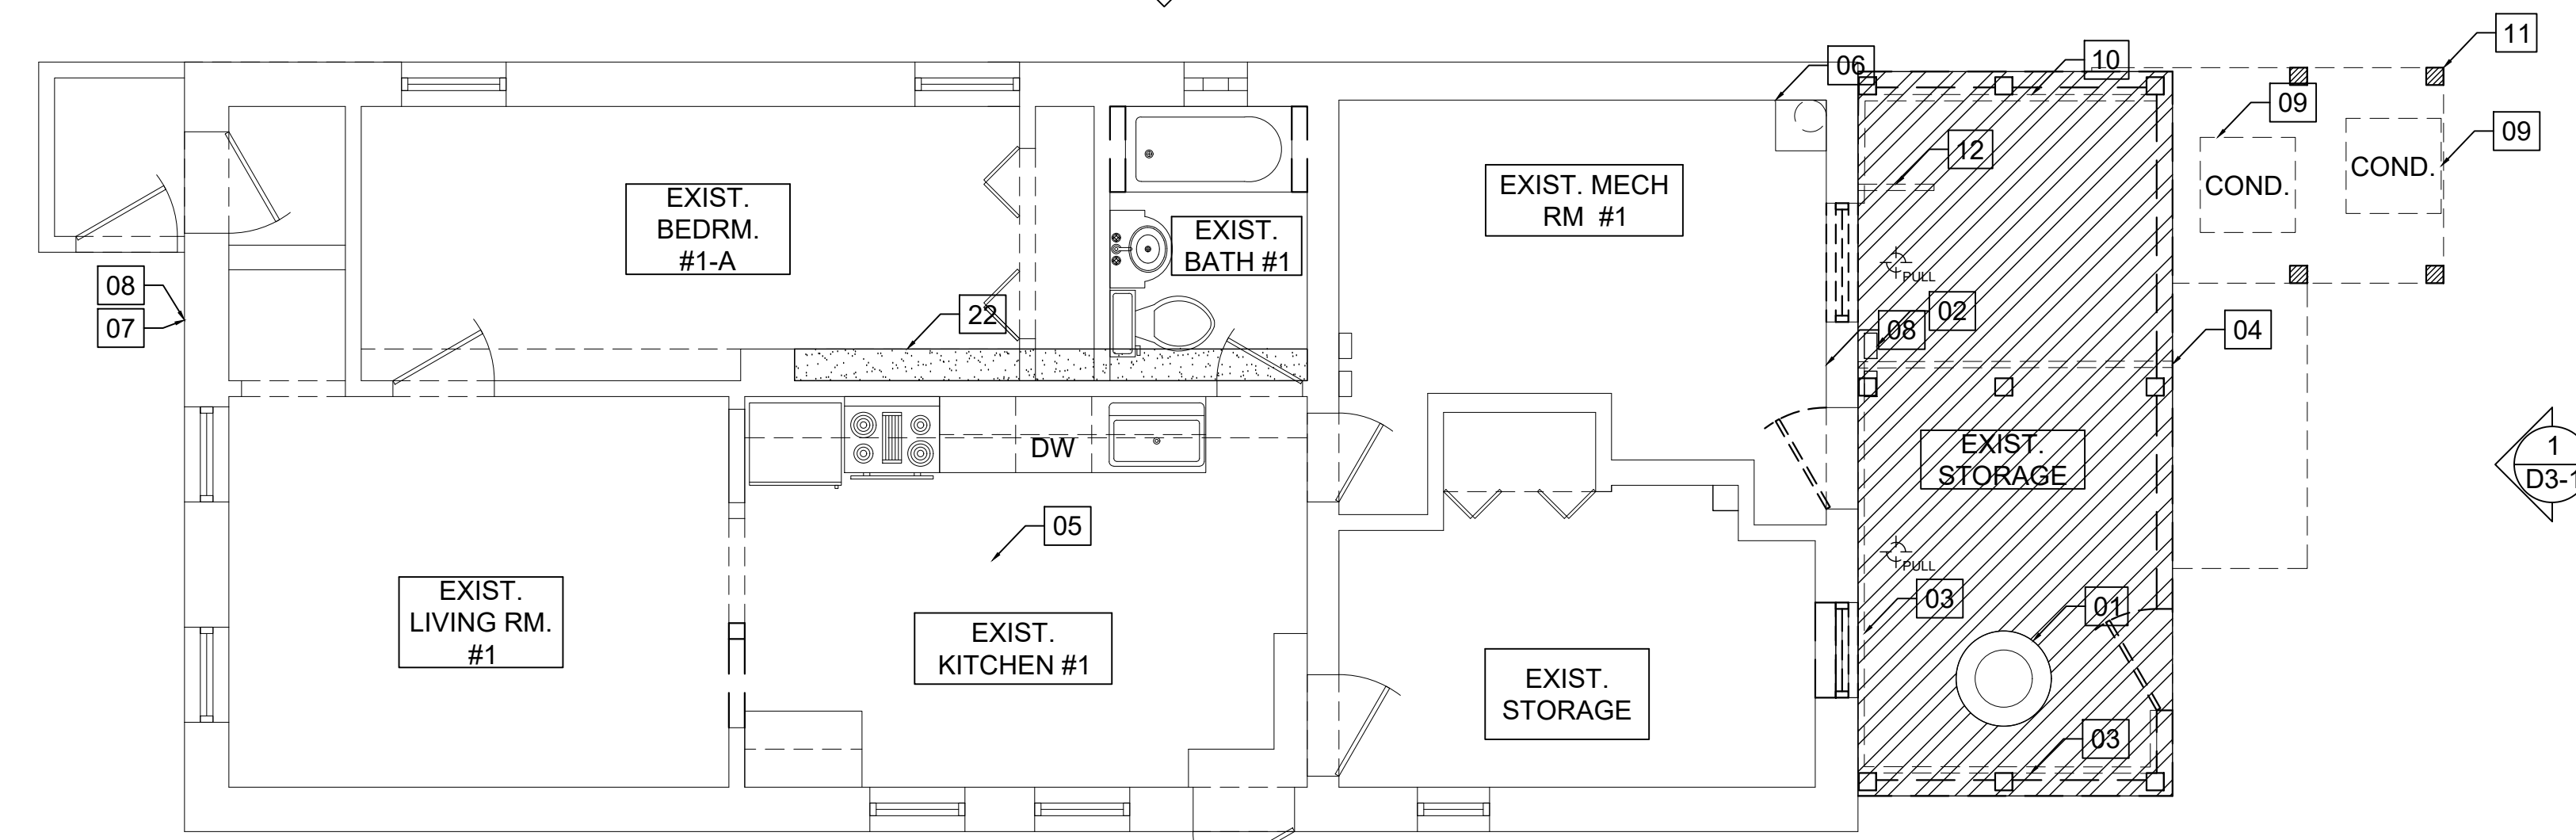 11
06
10
09
09
12
COND.
COND.
EXIST.
BEDRM.
#1-A
EXIST.
BATH #1
EXIST. MECH
RM  #1
PULL
08
07
22
02
08
04
DW
EXIST.
STORAGE
1
D3-1
05
PULL
03
01
EXIST.
LIVING RM.
#1
EXIST.
KITCHEN #1
EXIST.
STORAGE
03